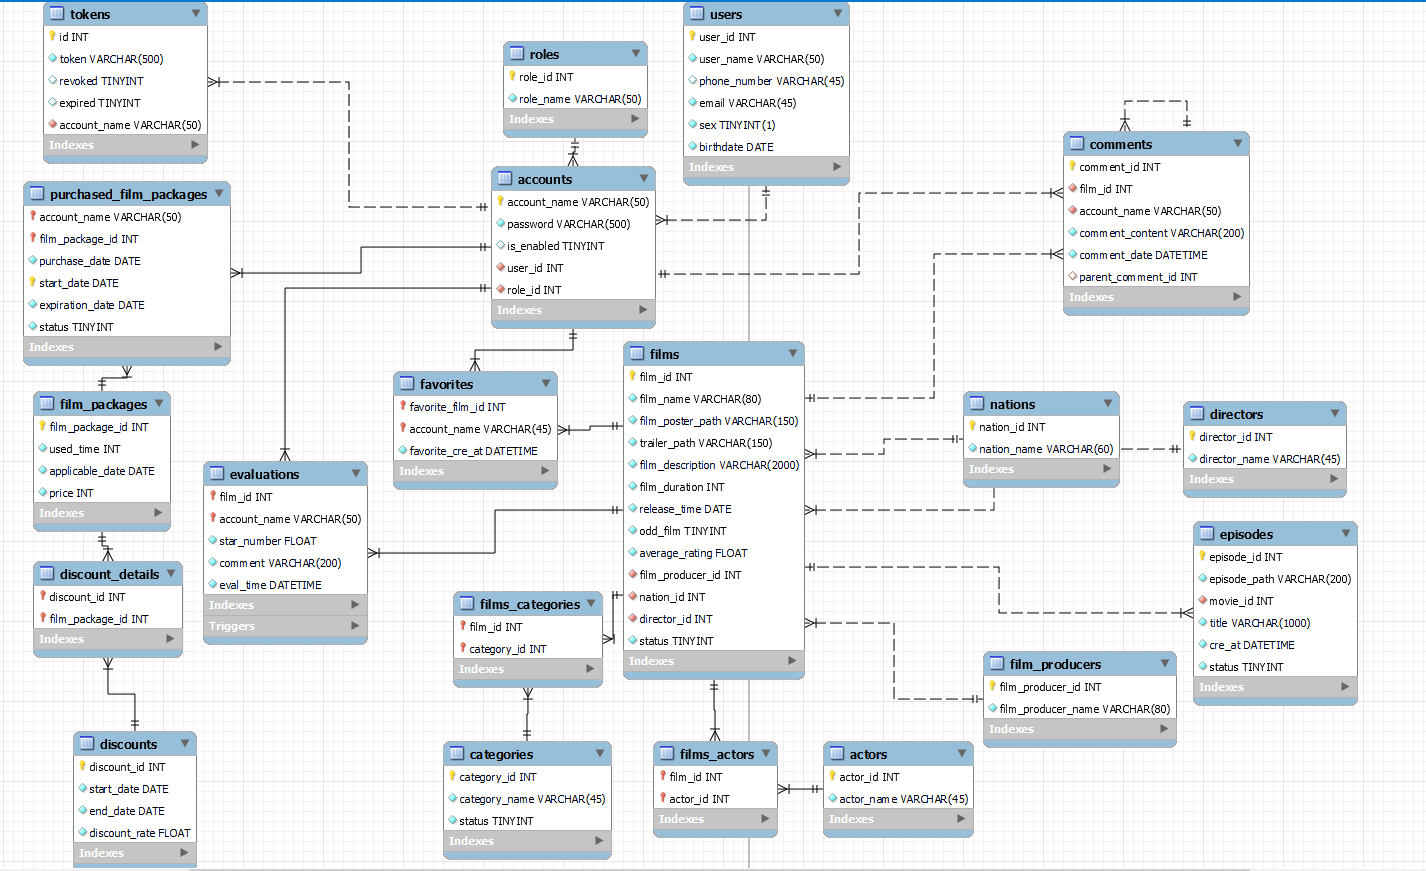 tokens
id INT
token VARCHAR(500)
revoked TINYINT
expired TINYINT
account_name VARCHAR(50)
Indexes
roles
role_id INT
role_name VARCHAR(50)
Indexes
users
user_id INT
user_name VARCHAR(50)
phone_number VARCHAR(45)
email VARCHAR(45)
sex TINYINT(1)
birthdate DATE
Indexes
comments
comment_id INT
film_id INT
account_name VARCHAR(50)
comment_content VARCHAR(200)
comment_date DATETIME
parent_comment_id INT
Indexes
purchased_film_packages
account_name VARCHAR(50)
film_package_id INT
purchase_date DATE
start_date DATE
expiration_date DATE
status TINYINT
Indexes
accounts
account_name VARCHAR(50)
password VARCHAR(500)
is_enabled TINYINT
user_id INT
role_id INT
Indexes
films
film_id INT
film_name VARCHAR(80)
film_poster_path VARCHAR(150)
trailer_path VARCHAR(150)
film_description VARCHAR(2000)
film_duration INT
release_time DATE
odd_film TINYINT
average_rating FLOAT
film_producer_id INT
nation_id INT
director_id INT
status TINYINT
Indexes
favorites
favorite_film_id INT
account_name VARCHAR(45)
favorite_cre_at DATETIME
Indexes
film_packages
film_package_id INT
used_time INT
applicable_date DATE
price INT
Indexes
nations
nation_id INT
nation_name VARCHAR(60)
Indexes
directors
director_id INT
director_name VARCHAR(45)
Indexes
evaluations
film_id INT
account_name VARCHAR(50)
star_number FLOAT
comment VARCHAR(200)
eval_time DATETIME
Indexes
Triggers
episodes
episode_id INT
episode_path VARCHAR(200)
movie_id INT
title VARCHAR(1000)
cre_at DATETIME
status TINYINT
Indexes
discount_details
discount_id INT
film_package_id INT
Indexes
films_categories
film_id INT
category_id INT
Indexes
film_producers
film_producer_id INT
film_producer_name VARCHAR(80)
Indexes
discounts
discount_id INT
start_date DATE
end_date DATE
discount_rate FLOAT
Indexes
categories
category_id INT
category_name VARCHAR(45)
status TINYINT
Indexes
films_actors
film_id INT
actor_id INT
Indexes
actors
actor_id INT
actor_name VARCHAR(45)
Indexes